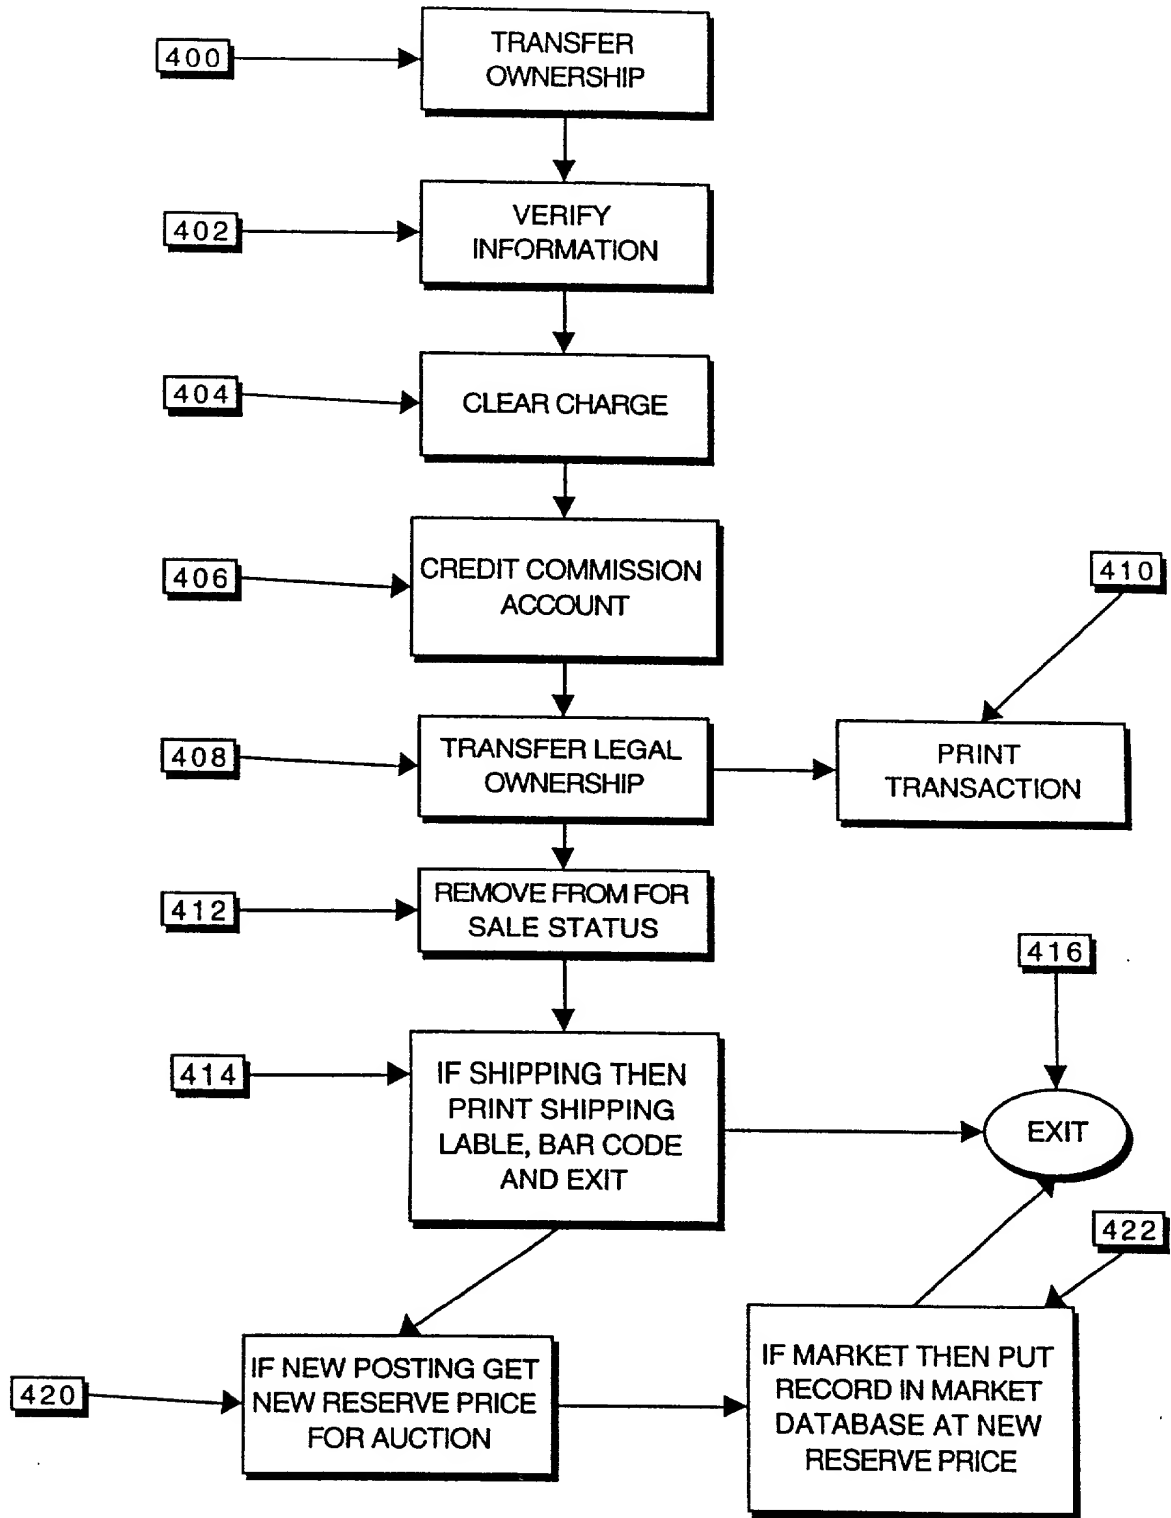 400
TRANSFER
OWNERSHIP
402
VERIFY
INFORMATION
404
CLEAR CHARGE
406
CREDIT COMMISSION
ACCOUNT
410
408
TRANSFER LEGAL
OWNERSHIP
PRINT
TRANSACTION
412
REMOVE FROM FOR
SALE STATUS
416
414
IF SHIPPING THEN
PRINT SHIPPING
LABLE, BAR CODE
AND EXIT
EXIT
422
420
IF NEW POSTING GET
NEW RESERVE PRICE
FOR AUCTION
IF MARKET THEN PUT
RECORD IN MARKET
DATABASE AT NEW
RESERVE PRICE